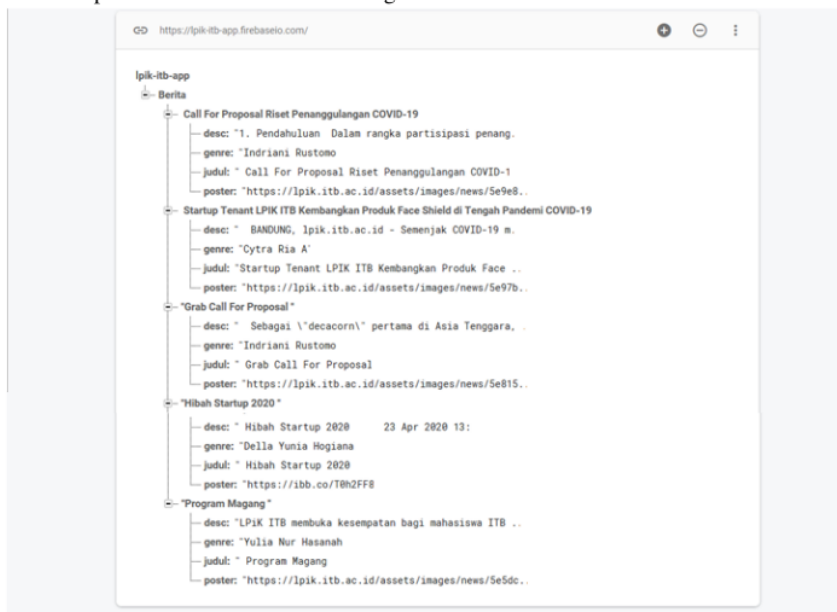 https://lpik-itb-app.firebaseio.com/
lpik-itb-app
Berita
Call For Proposal Riset Penanggulangan COVID-19
desc: "1. Pendahuluan Dalam rangka partisipasi penang.
genre: "Indriani Rustomo
judul: " Call For Proposal Riset Penanggulangan COVID-1
poster: "https://lpik.itb.ac.id/assets/images/news/5e9e8..
Startup Tenant LPIK ITB Kembangkan Produk Face Shield di Tengah Pandemi COVID-19
desc: " BANDUNG, lpik.itb.ac.id - Semenjak COVID-19 m.
genre: "Cytra Ria A'
judul: "Startup Tenant LPIK ITB Kembangkan Produk Face ..
poster: "https://lpik.itb.ac.id/assets/images/news/5e97b..
"Grab Call For Proposal "
desc: " Sebagai \"decacorn\" pertama di Asia Tenggara, .
genre: "Indriani Rustomo
judul: " Grab Call For Proposal
poster: "https://lpik.itb.ac.id/assets/images/news/5e815..
"Hibah Startup 2020 "
desc: " Hibah Startup 2020 23 Apr 2020 13:
genre: "Della Yunia Hogiana
judul: " Hibah Startup 2020
poster: "https://ibb.co/T0h2FF8
"Program Magang "
desc: "LPiK ITB membuka kesempatan bagi mahasiswa ITB ..
genre: "Yulia Nur Hasanah
judul: " Program Magang
poster: "https://lpik.itb.ac.id/assets/images/news/5e5dc..